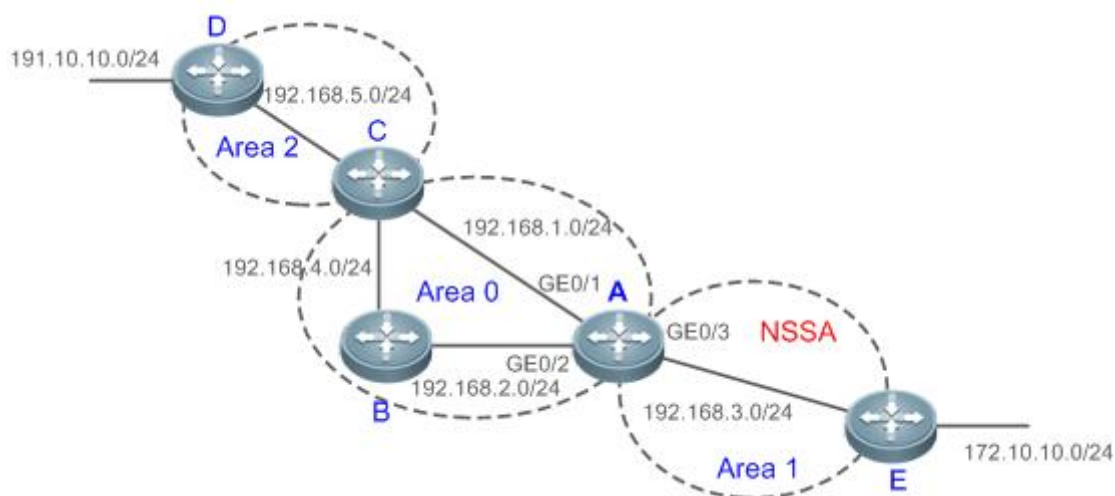 D
191.10.10.0/24
192.168.5.0/24
C
Area 2
192.168.1.0/24
192.168.4.0/24
GE0/1
Area 0
A
GE0/3
NSSA
GE0/2
192.168.2.0/24
B
192.168.3.0/24
172.10.10.0/24
Area 1
E